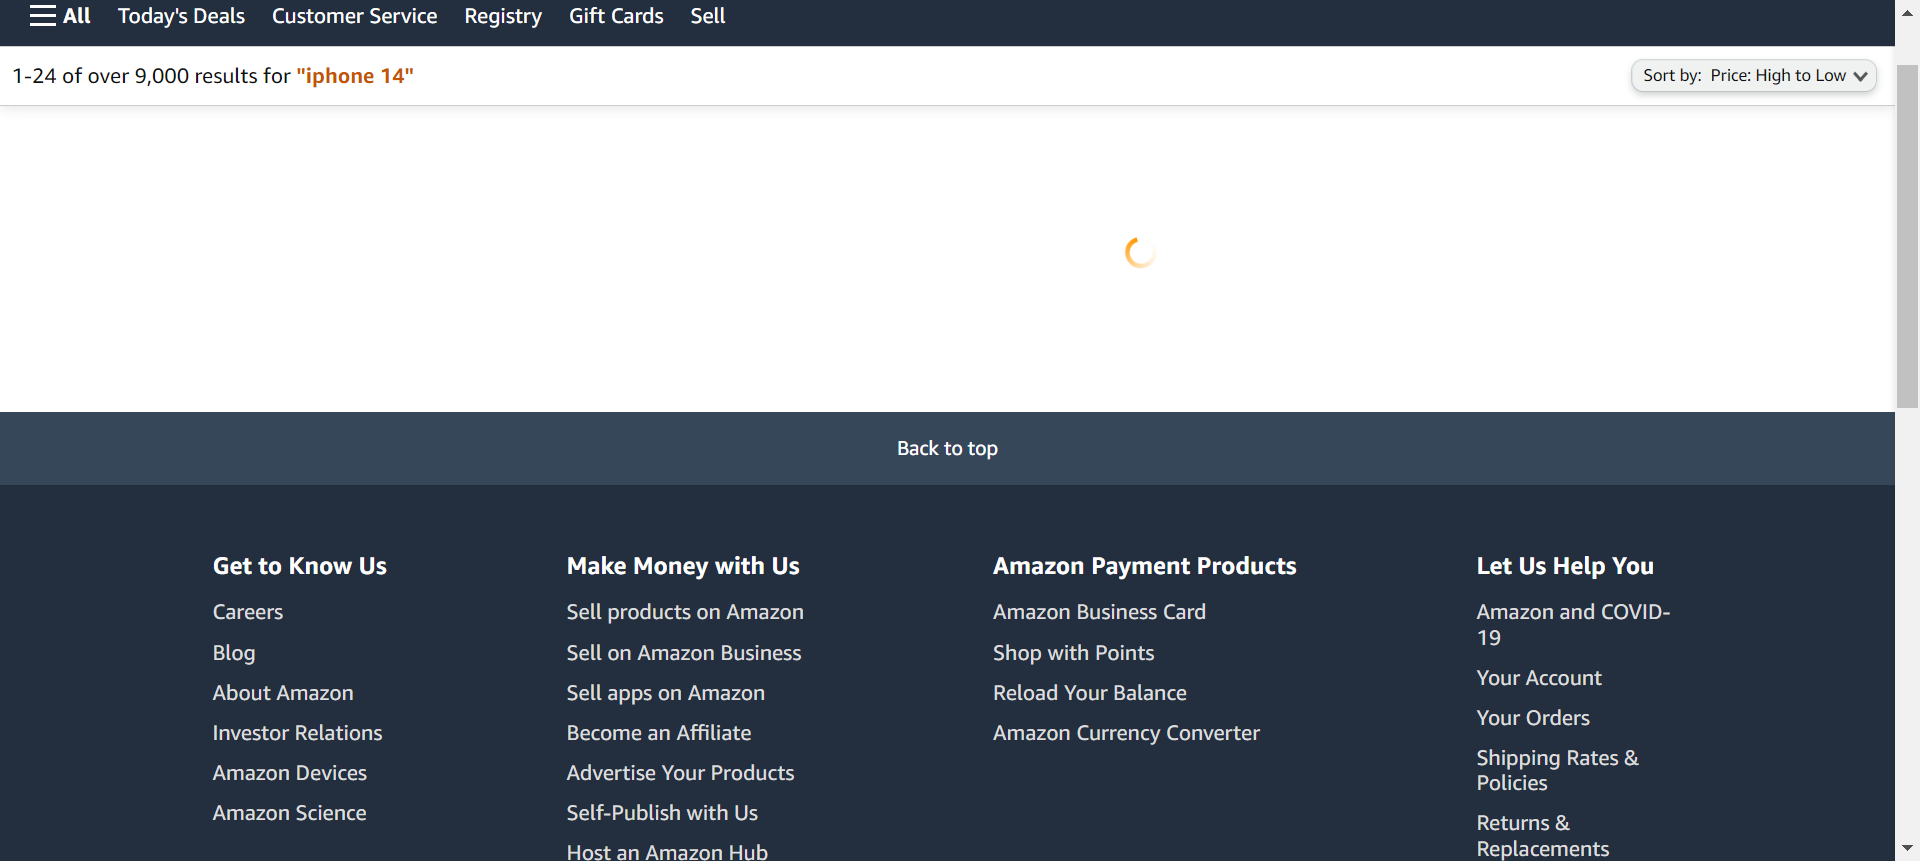 All Today's Deals Customer Service Registry Gift Cards Sell
1-24 of over 9,000 results for "iphone 14"
Sort by: Price: High to Low
Back to top
Get to Know Us
Careers
Blog
About Amazon
Investor Relations
Amazon Devices
Amazon Science
Make Money with Us
Sell products on Amazon
Sell on Amazon Business
Sell apps on Amazon
Become an Affiliate
Advertise Your Products
Self-Publish with Us
Host an Amazon Hub
Amazon Payment Products
Amazon Business Card
Shop with Points
Reload Your Balance
Amazon Currency Converter
Let Us Help You
Amazon and COVID-
19
Your Account
Your Orders
Shipping Rates &
Policies
Returns &
Replacements